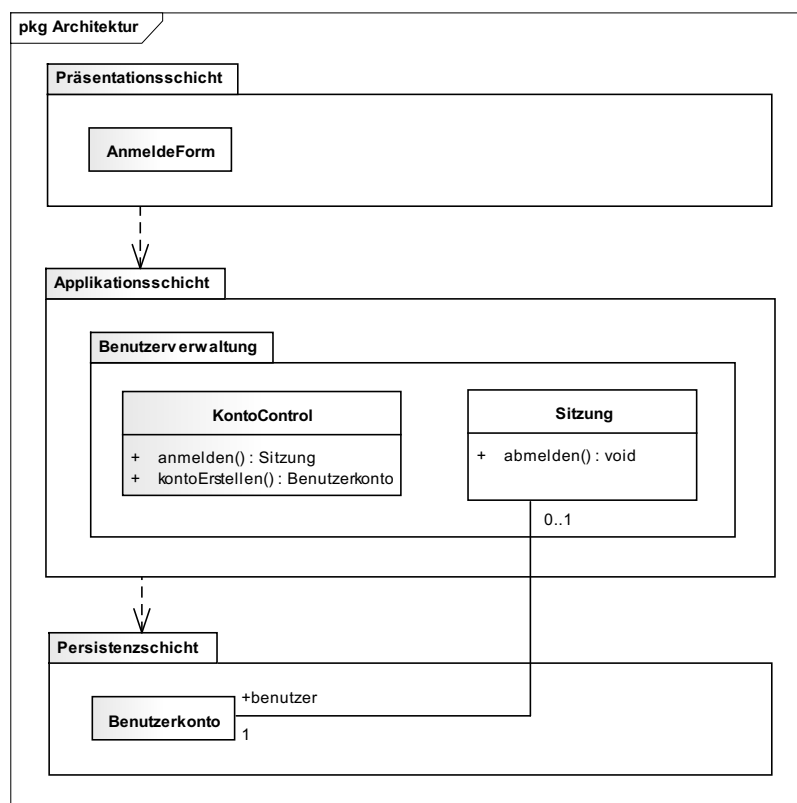 pkg Architektur
Präsentationsschicht
AnmeldeForm
Applikationsschicht
Benutzerverwaltung
KontoControl
+ anmelden() : Sitzung
+ kontoErstellen() : Benutzerkonto
Sitzung
+ abmelden() : void
0..1
Persistenzschicht
Benutzerkonto
+benutzer
1